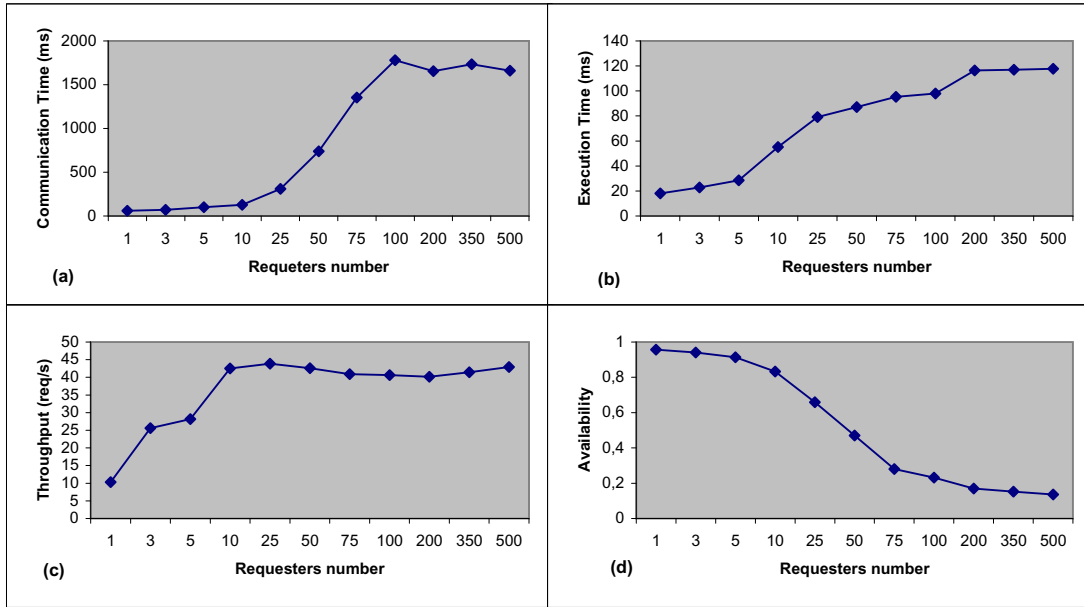 2000
1500
1000
500
0
Communication Time (ms)
1 3 5 10 25 50 75 100 200 350 500
Requeters number
(a)
140
120
100
80
60
40
20
0
Execution Time (ms)
1 3 5 10 25 50 75 100 200 350 500
Requesters number
(b)
50
45
40
35
30
25
20
15
10
5
0
Throughput (req/s)
1 3 5 10 25 50 75 100 200 350 500
Requesters number
(c)
1
0,8
0,6
0,4
0,2
0
Availability
1 3 5 10 25 50 75 100 200 350 500
Requesters number
(d)